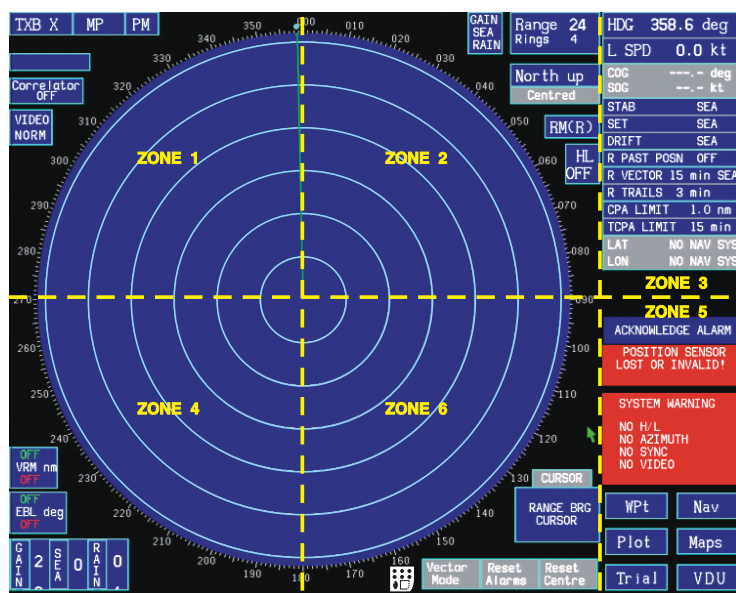 TXB X MP PM
Correlator
OFF
VIDEO
NORM
GAIN
SEA
RAIN
Range 24
Rings 4
North up
Centred
RM(R)
HL
OFF
HDG 358.6 deg
L SPD 0.0 kt
COG ---.- deg
SOG --.- kt
STAB SEA
SET SEA
DRIFT SEA
R PAST POSN OFF
R VECTOR 15 min SEA
R TRAILS 3 min
CPA LIMIT 1.0 nm
TCPA LIMIT 15 min
LAT NO NAV SYS
LON NO NAV SYS
ZONE 1
ZONE 2
ZONE 3
ZONE 4
ZONE 5
ZONE 6
000
010
020
030
040
050
060
070
080
090
100
110
120
130
140
150
160
170
180
190
200
210
220
230
240
250
260
270
280
290
300
310
320
330
340
350
ACKNOWLEDGE ALARM
POSITION SENSOR
LOST OR INVALID!
SYSTEM WARNING
NO H/L
NO AZIMUTH
NO SYNC
NO VIDEO
OFF
VRM nm
OFF
OFF
EBL deg
OFF
CURSOR
RANGE BRG
CURSOR
GAIN 2 SEA 0 RAIN 0
Vector
Mode
Reset
Alarms
Reset
Centre
WPt Nav
Plot Maps
Trial VDU